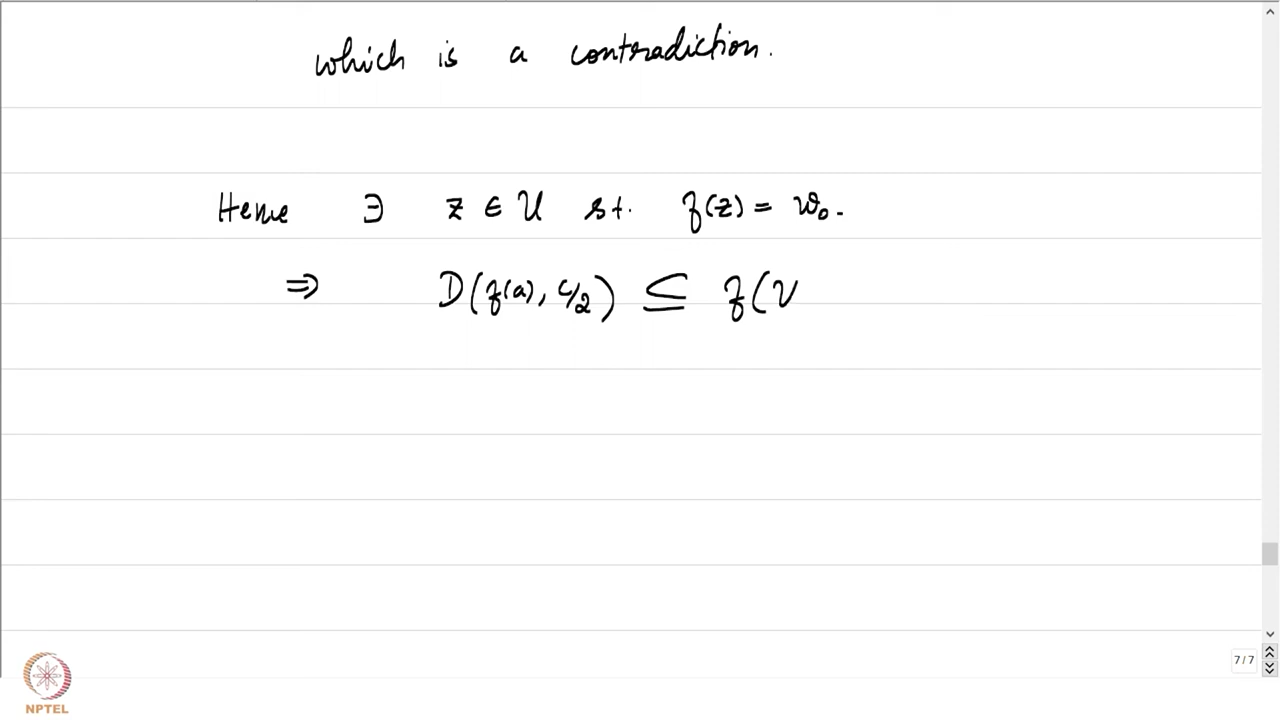 which is a contradiction.
Hence ∃ z ∈ U s.t. f(z) = w₀.
⇒ D(f(a), c/2) ⊆ f(U
7 / 7
NPTEL